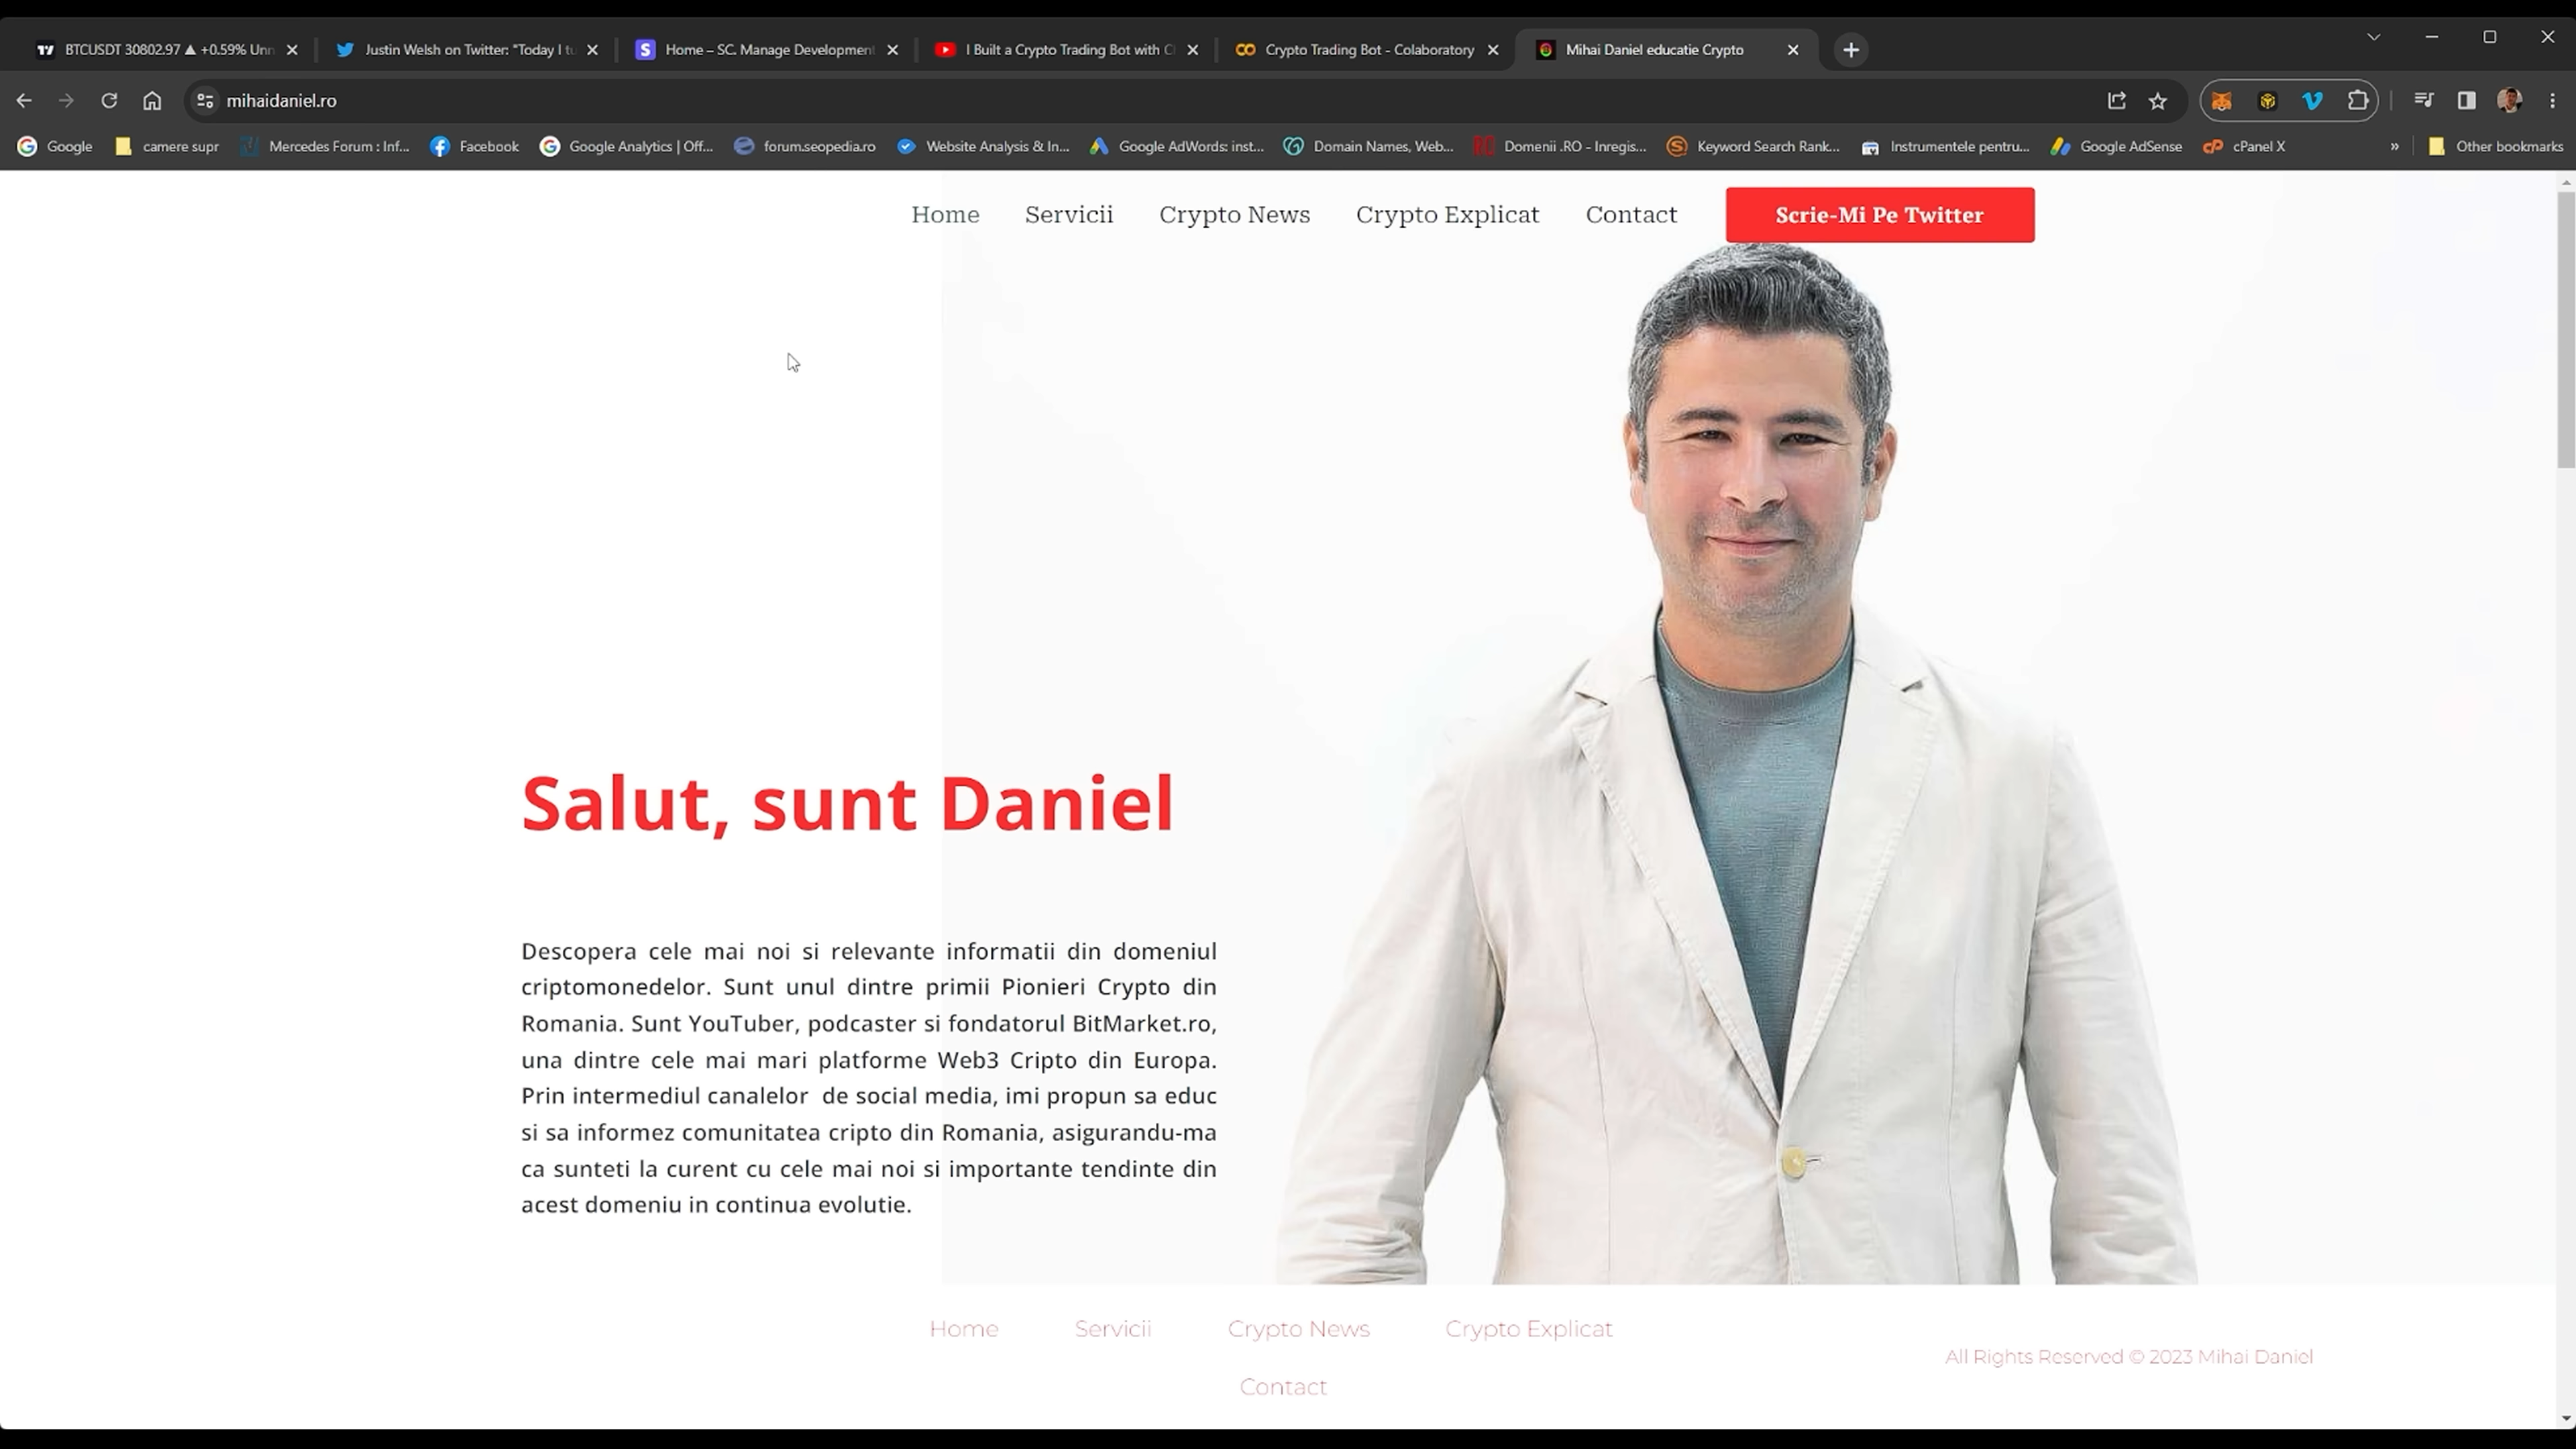 BTCUSDT 30802.97 ▲ +0.59% Unn
Justin Welsh on Twitter: "Today I tu
Home – SC. Manage Development
I Built a Crypto Trading Bot with C
Crypto Trading Bot - Colaboratory
Mihai Daniel educatie Crypto
mihaidaniel.ro
Google
camere supr
Mercedes Forum : Inf...
Facebook
Google Analytics | Off...
forum.seopedia.ro
Website Analysis & In...
Google AdWords: inst...
Domain Names, Web...
Domenii .RO - Inregis...
Keyword Search Rank...
Instrumentele pentru...
Google AdSense
cPanel X
»
Other bookmarks
Home
Servicii
Crypto News
Crypto Explicat
Contact
Scrie-Mi Pe Twitter
Salut, sunt Daniel
Descopera cele mai noi si relevante informatii din domeniul
criptomonedelor. Sunt unul dintre primii Pionieri Crypto din
Romania. Sunt YouTuber, podcaster si fondatorul BitMarket.ro,
una dintre cele mai mari platforme Web3 Cripto din Europa.
Prin intermediul canalelor  de social media, imi propun sa educ
si sa informez comunitatea cripto din Romania, asigurandu-ma
ca sunteti la curent cu cele mai noi si importante tendinte din
acest domeniu in continua evolutie.
Home
Servicii
Crypto News
Crypto Explicat
Contact
All Rights Reserved © 2023 Mihai Daniel